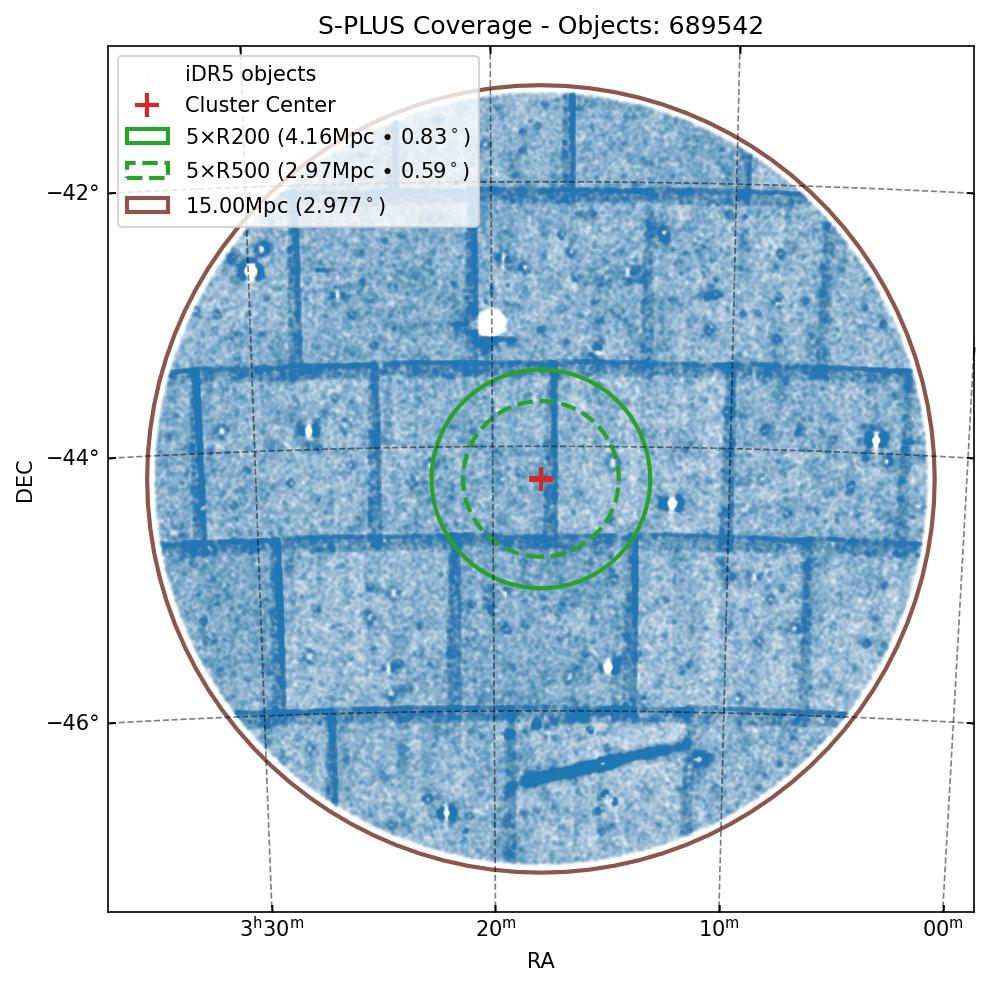 S-PLUS Coverage - Objects: 689542
iDR5 objects
Cluster Center
5×R200 (4.16Mpc • 0.83°)
5×R500 (2.97Mpc • 0.59°)
15.00Mpc (2.977°)
−42°
−44°
−46°
DEC
3ʰ30ᵐ
20ᵐ
10ᵐ
00ᵐ
RA